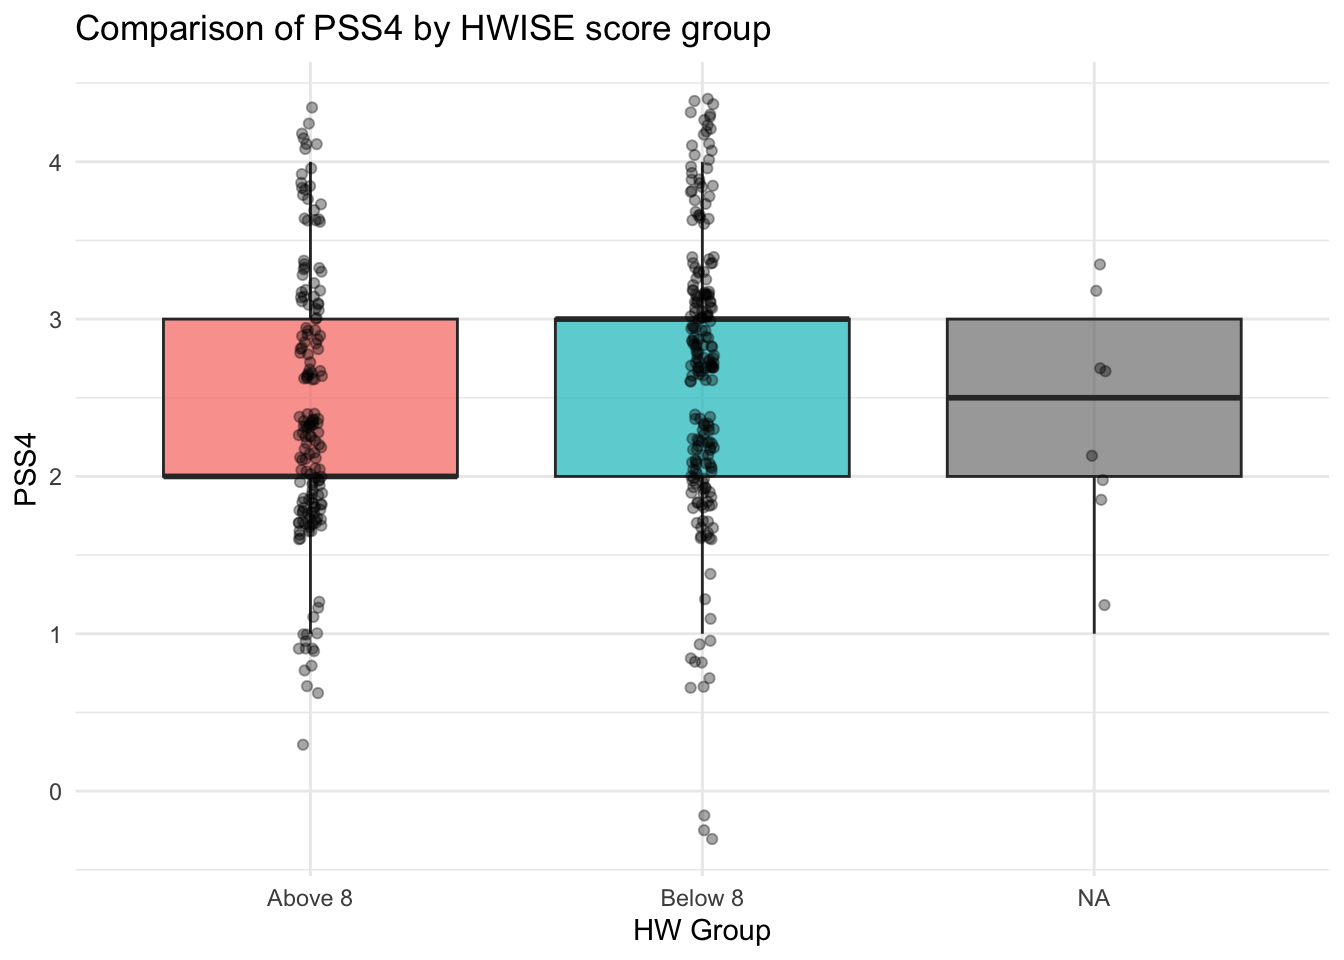 Comparison of PSS4 by HWISE score group
4
3
2
1
0
PSS4
Above 8
Below 8
NA
HW Group